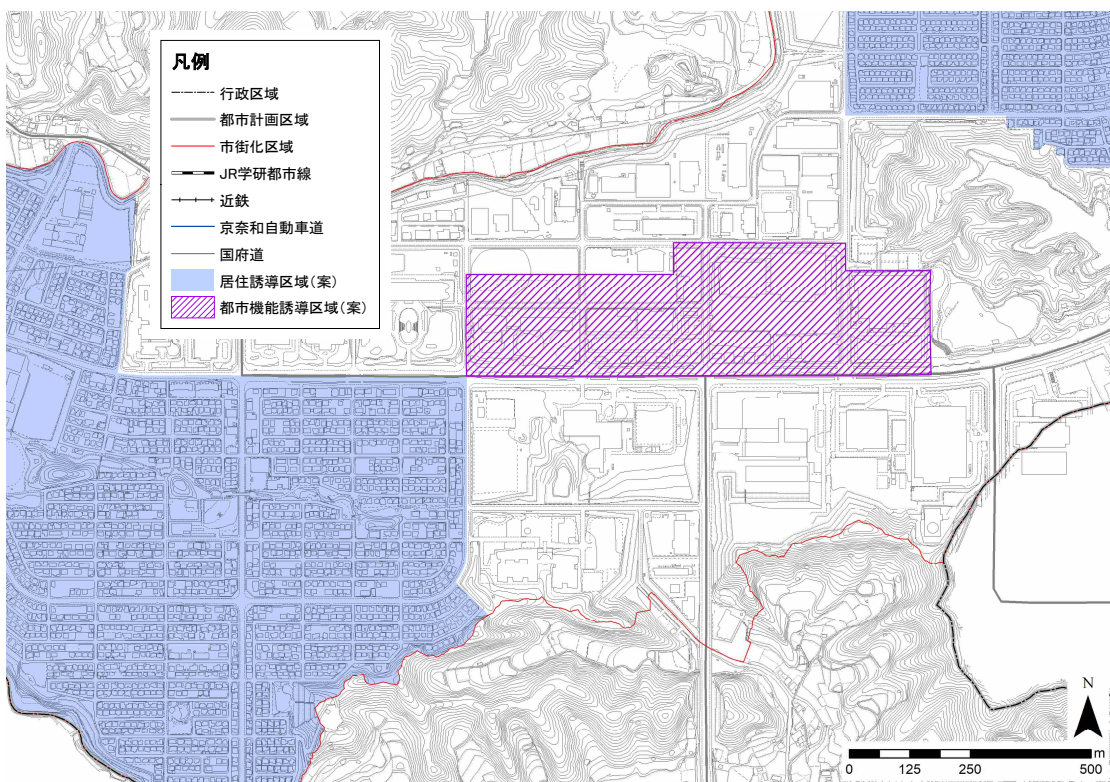 凡例
行政区域
都市計画区域
市街化区域
JR学研都市線
近鉄
京奈和自動車道
国府道
居住誘導区域(案)
都市機能誘導区域(案)
N
m
0 125 250 500